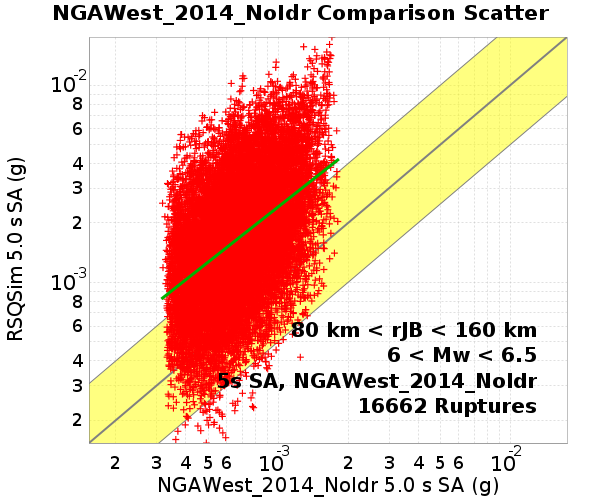 NGAWest_2014_NoIdr Comparison Scatter
RSQSim 5.0 s SA (g)
10-2
8
6
4
3
2
10-3
8
6
4
3
2
80 km < rJB < 160 km
6 < Mw < 6.5
5s SA, NGAWest_2014_NoIdr
16662 Ruptures
2 3 4 5 6 10-3 2 3 4 5 6 10-2
NGAWest_2014_NoIdr 5.0 s SA (g)